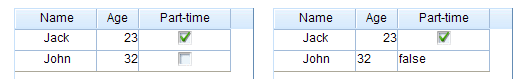 Name Age Part-time
Jack 23
John 32
Name Age Part-time
Jack 23
John 32 false